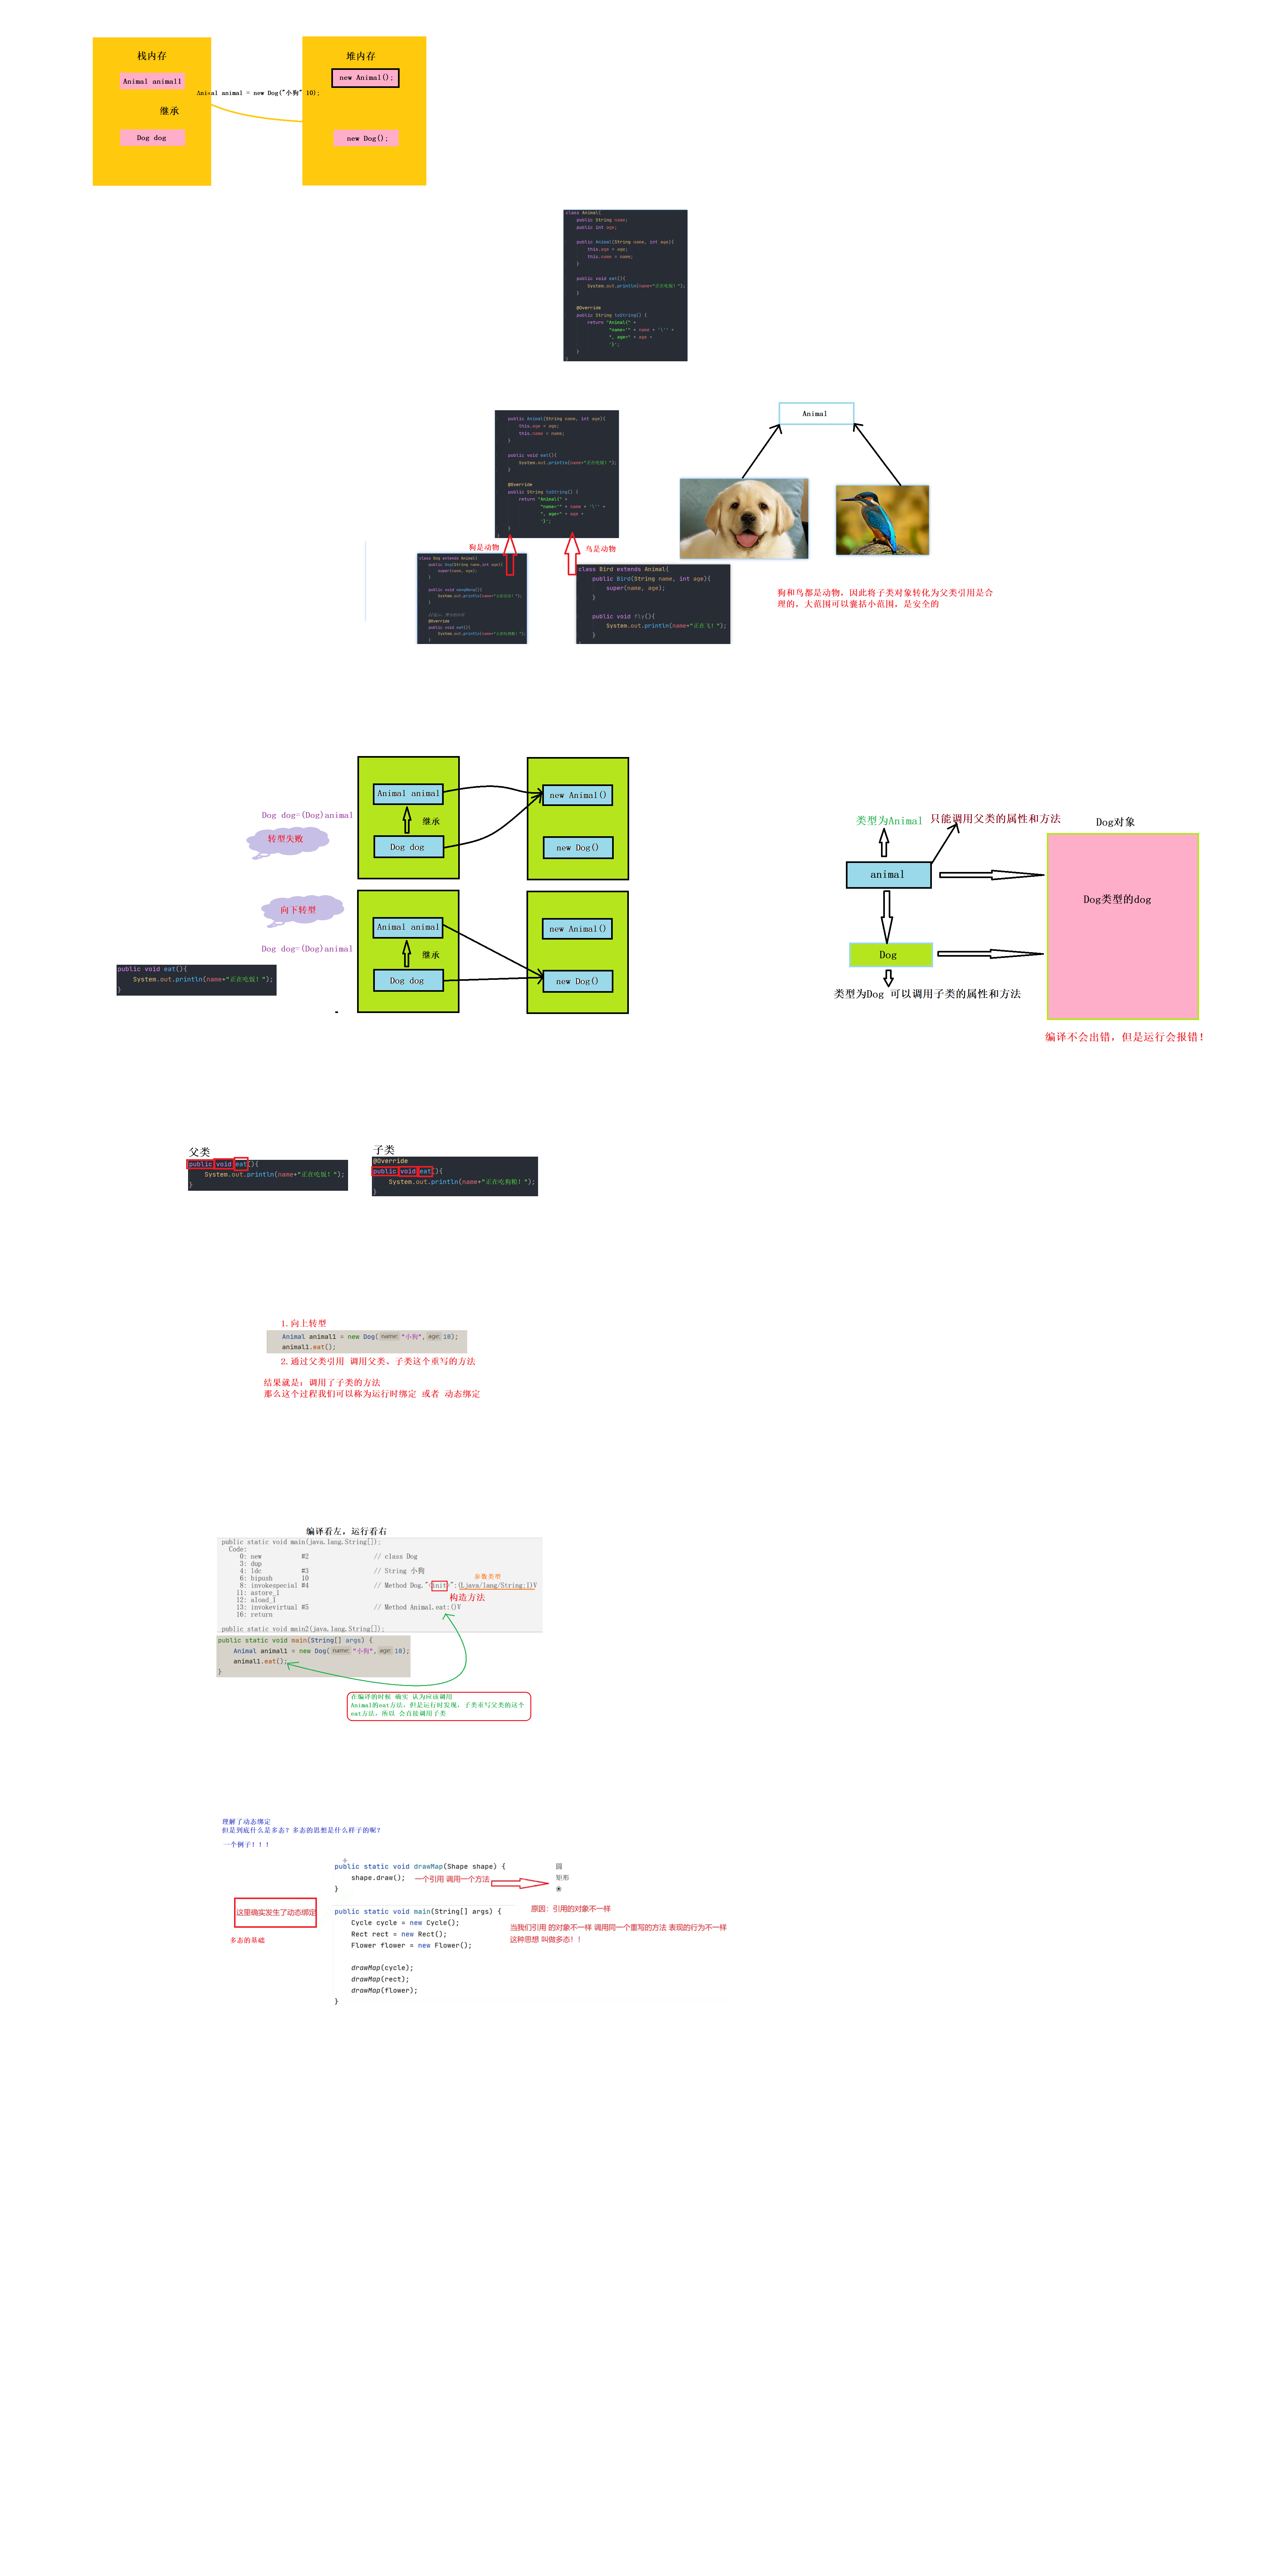 栈内存
堆内存
Animal animal1
new Animal();
Animal animal = new Dog("小狗" 10);
继承
Dog dog
new Dog();
class Animal{
public String name;
public int age;
public Animal(String name, int age){
this.age = age;
this.name = name;
}
public void eat(){
System.out.println(name+"正在吃饭! ");
}
@Override
public String toString() {
return "Animal{" +
"name='" + name + '\'' +
", age=" + age +
'}';
}
}
Animal
public Animal(String name, int age){
this.age = age;
this.name = name;
}
public void eat(){
System.out.println(name+"正在吃饭! ");
}
@Override
public String toString() {
return "Animal{" +
"name='" + name + '\'' +
", age=" + age +
'}';
}
狗是动物
鸟是动物
class Dog extends Animal{
public Dog(String name,int age){
super(name, age);
}
public void
@Override
public void eat(){
}
class Bird extends Animal{
public Bird(String name, int age){
super(name, age);
}
public void fly(){
System.out.println(name+"正在飞! ");
}
狗和鸟都是动物, 因此将子类对象转化为父类引用是合
理的, 大范围可以囊括小范围, 是安全的
Animal animal
new Animal()
Dog dog=(Dog)animal
继承
转型失败
Dog dog
new Dog()
向下转型
Animal animal
new Animal()
Dog dog=(Dog)animal
继承
Dog dog
new Dog()
public void eat(){
System.out.println(name+"正在吃饭! ");
}
类型为Animal
只能调用父类的属性和方法
Dog对象
animal
Dog类型的dog
Dog
类型为Dog 可以调用子类的属性和方法
编译不会出错, 但是运行会报错!
父类
public void eat(){
System.out.println(name+"正在吃饭! ");
}
子类
@Override
public void eat(){
System.out.println(name+"正在吃狗粮! ");
}
1.向上转型
Animal animal1 = new Dog( name: "小狗", age: 10);
animal1.eat();
2.通过父类引用 调用父类、子类这个重写的方法
结果就是: 调用了子类的方法
那么这个过程我们可以称为运行时绑定 或者 动态绑定
编译看左, 运行看右
public static void main(java.lang.String[]);
Code:
0: new #2 // class Dog
3: dup
4: ldc #3 // String 小狗
6: bipush 10
参数类型
8: invokespecial #4 // Method Dog."<init>":(Ljava/lang/String;I)V
11: astore_1
构造方法
12: aload_1
13: invokevirtual #5 // Method Animal.eat:()V
16: return
public static void main2(java.lang.String[]);
public static void main(String[] args) {
Animal animal1 = new Dog( name: "小狗", age: 10);
animal1.eat();
}
在编译的时候 确实 认为应该调用
Animal的eat方法, 但是运行时发现, 子类重写父类的这个
eat方法, 所以 会直接调用子类
理解了动态绑定
但是到底什么是多态? 多态的思想是什么样子的呢?
一个例子! ! !
public static void drawMap(Shape shape) {
shape.draw();
}
一个引用 调用一个方法
圆
矩形
❀
这里确实发生了动态绑定
多态的基础
public static void main(String[] args) {
Cycle cycle = new Cycle();
Rect rect = new Rect();
Flower flower = new Flower();
drawMap(cycle);
drawMap(rect);
drawMap(flower);
}
原因: 引用的对象不一样
当我们引用 的对象不一样 调用同一个重写的方法 表现的行为不一样
这种思想 叫做多态! !